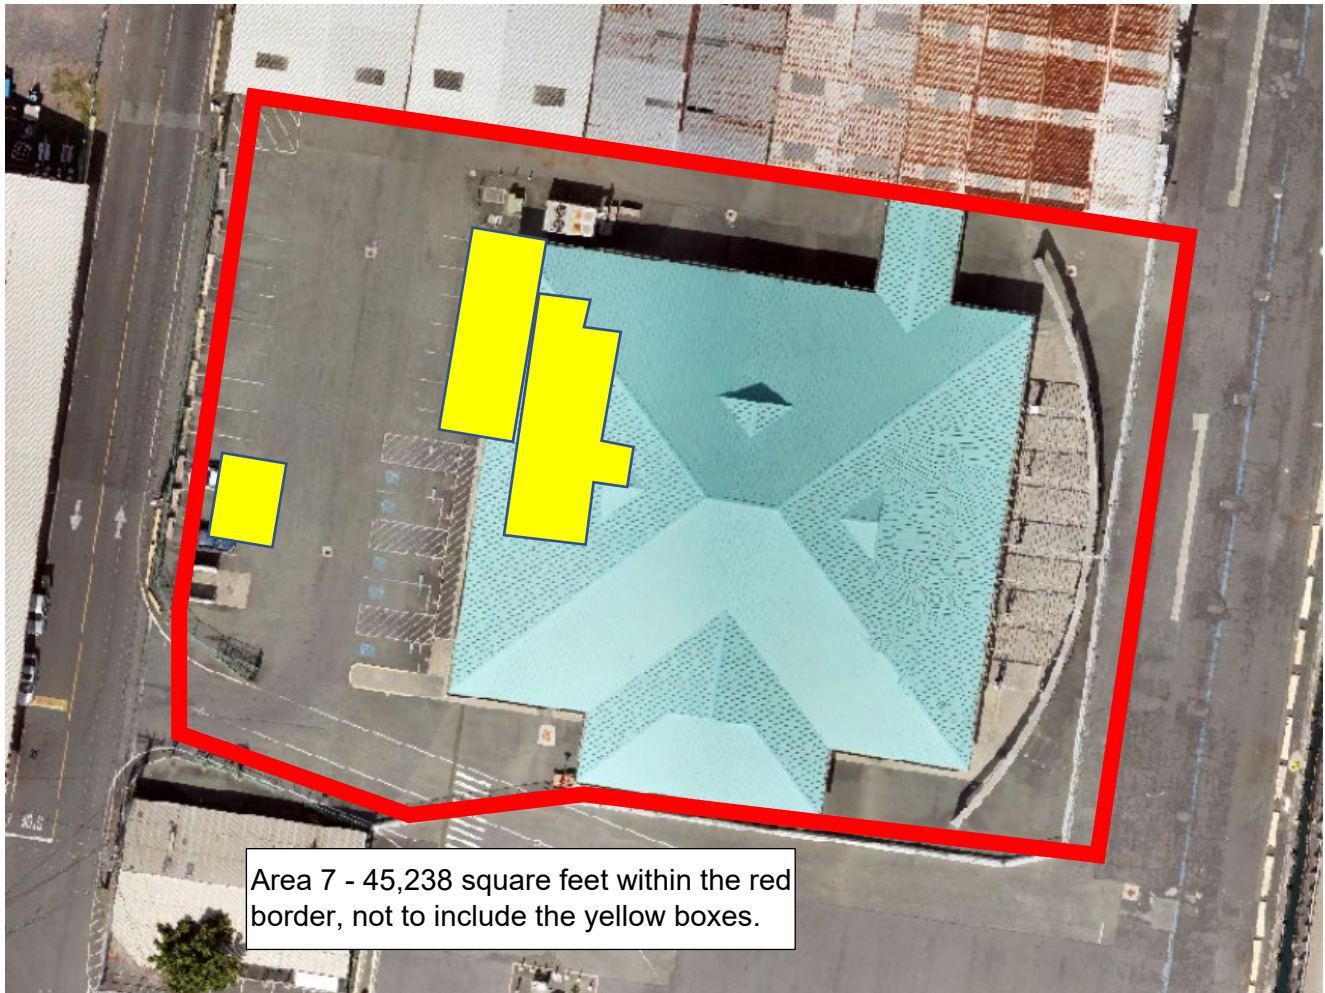 Area 7 - 45,238 square feet within the red
border, not to include the yellow boxes.